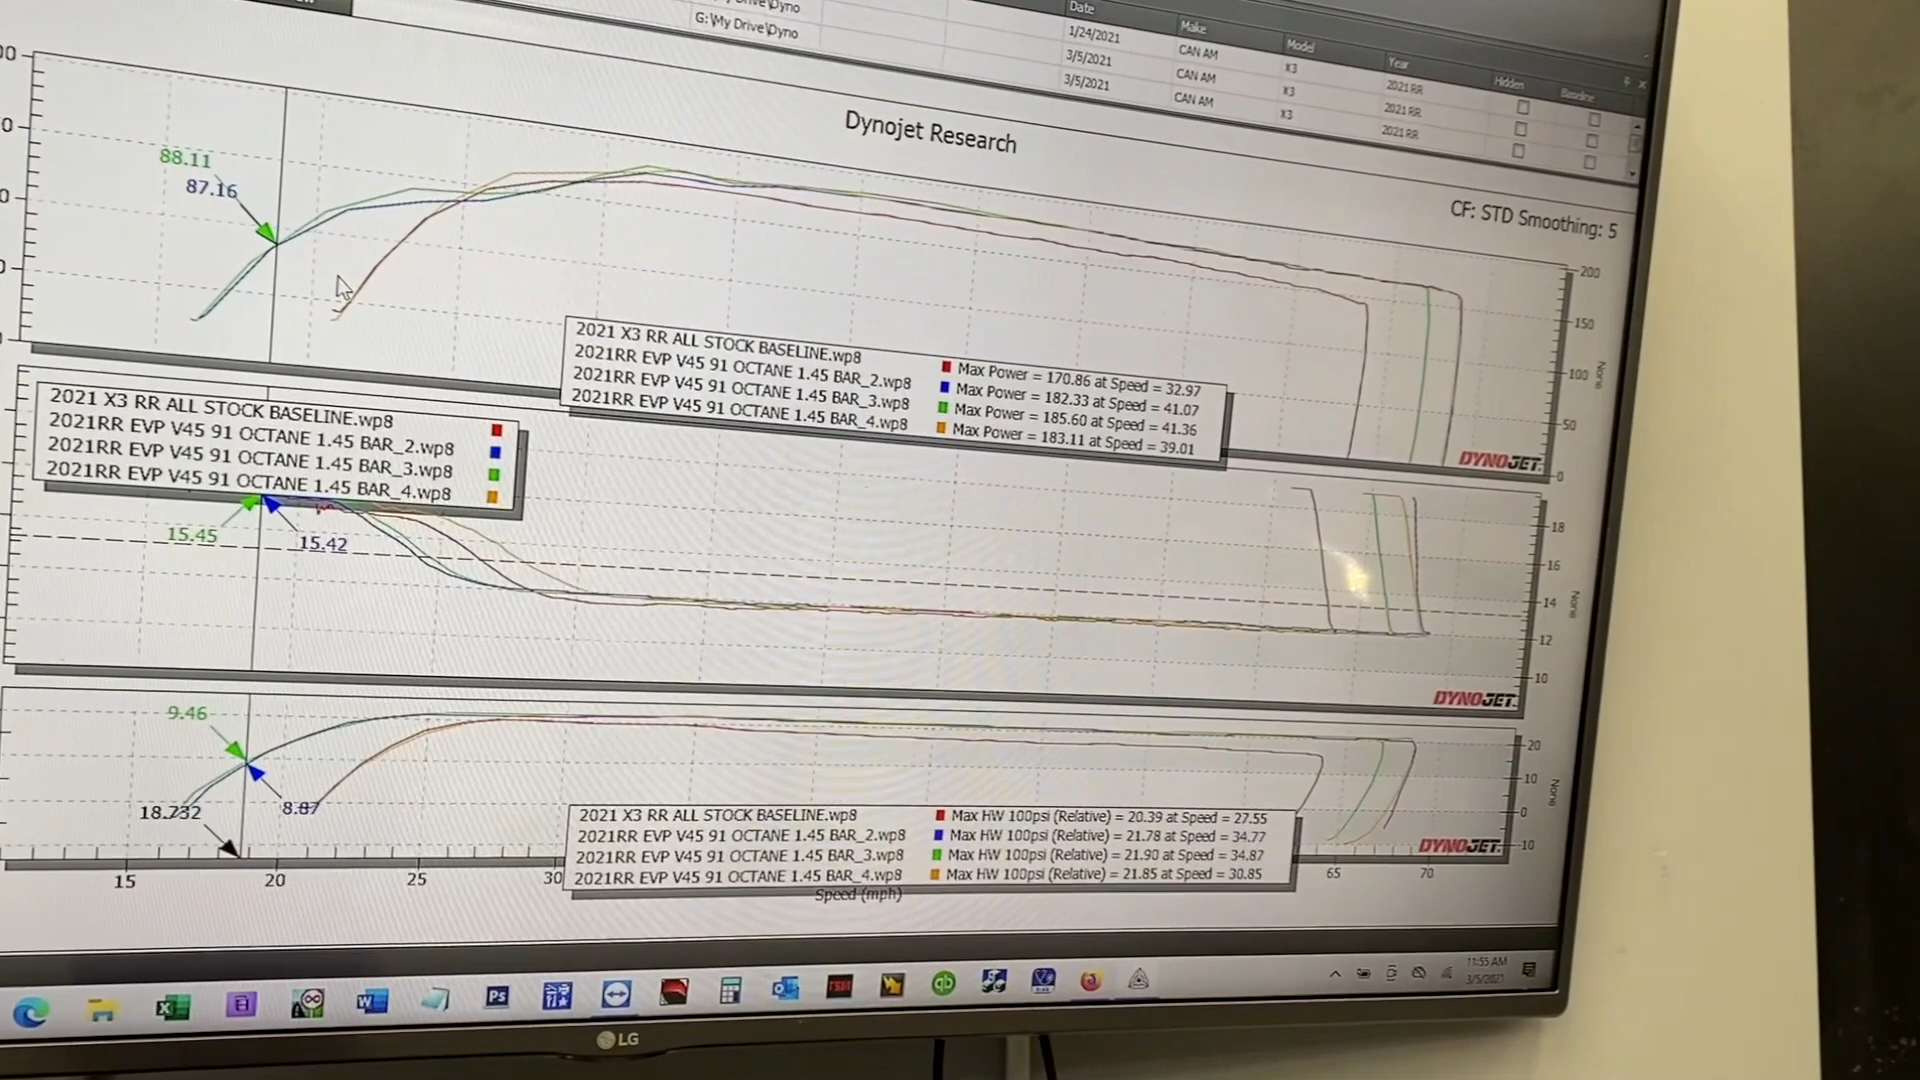 Date Make Model Year Hidden Baseline
G:\My Drive\Dyno 1/24/2021 CAN AM X3 2021 RR
3/5/2021 CAN AM X3 2021 RR
3/5/2021 CAN AM X3 2021 RR
Dynojet Research
CF: STD Smoothing: 5
88.11
87.16
200
150
100
50
0
None
2021 X3 RR ALL STOCK BASELINE.wp8 Max Power = 170.86 at Speed = 32.97
2021RR EVP V45 91 OCTANE 1.45 BAR_2.wp8 Max Power = 182.33 at Speed = 41.07
2021RR EVP V45 91 OCTANE 1.45 BAR_3.wp8 Max Power = 185.60 at Speed = 41.36
2021RR EVP V45 91 OCTANE 1.45 BAR_4.wp8 Max Power = 183.11 at Speed = 39.01
DYNOJET
2021 X3 RR ALL STOCK BASELINE.wp8
2021RR EVP V45 91 OCTANE 1.45 BAR_2.wp8
2021RR EVP V45 91 OCTANE 1.45 BAR_3.wp8
2021RR EVP V45 91 OCTANE 1.45 BAR_4.wp8
15.45
15.42
18
16
14
12
10
None
DYNOJET
9.46
8.87
18.732
20
10
0
-10
None
DYNOJET
2021 X3 RR ALL STOCK BASELINE.wp8 Max HW 100psi (Relative) = 20.39 at Speed = 27.55
2021RR EVP V45 91 OCTANE 1.45 BAR_2.wp8 Max HW 100psi (Relative) = 21.78 at Speed = 34.77
2021RR EVP V45 91 OCTANE 1.45 BAR_3.wp8 Max HW 100psi (Relative) = 21.90 at Speed = 34.87
2021RR EVP V45 91 OCTANE 1.45 BAR_4.wp8 Max HW 100psi (Relative) = 21.85 at Speed = 30.85
15 20 25 30 65 70
Speed (mph)
11:55 AM
3/5/2021
LG